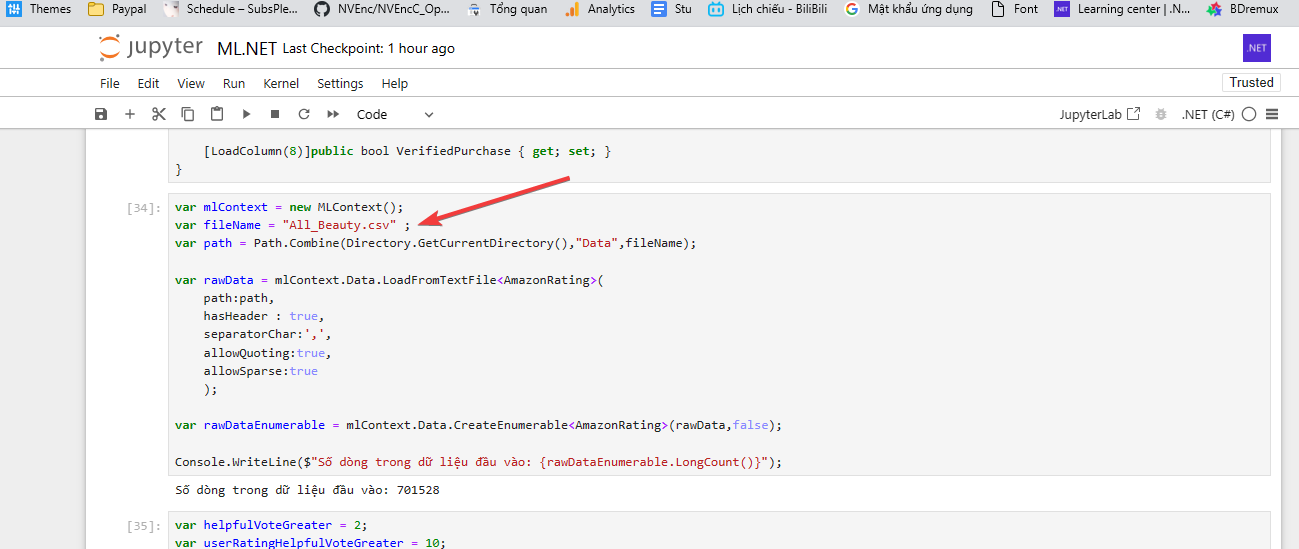 Themes Paypal Schedule – SubsPle... NVEnc/NVEncC_Op... Tổng quan Analytics Stu Lịch chiếu - BiliBili Mật khẩu ứng dụng Font Learning center | .N... BDremux
jupyter ML.NET Last Checkpoint: 1 hour ago .NET
File Edit View Run Kernel Settings Help Trusted
Code JupyterLab .NET (C#)
[LoadColumn(8)]public bool VerifiedPurchase { get; set; }
}
[34]: var mlContext = new MLContext();
var fileName = "All_Beauty.csv" ;
var path = Path.Combine(Directory.GetCurrentDirectory(),"Data",fileName);
var rawData = mlContext.Data.LoadFromTextFile<AmazonRating>(
path:path,
hasHeader : true,
separatorChar:',',
allowQuoting:true,
allowSparse:true
);
var rawDataEnumerable = mlContext.Data.CreateEnumerable<AmazonRating>(rawData,false);
Console.WriteLine($"Số dòng trong dữ liệu đầu vào: {rawDataEnumerable.LongCount()}");
Số dòng trong dữ liệu đầu vào: 701528
[35]: var helpfulVoteGreater = 2;
var userRatingHelpfulVoteGreater = 10;